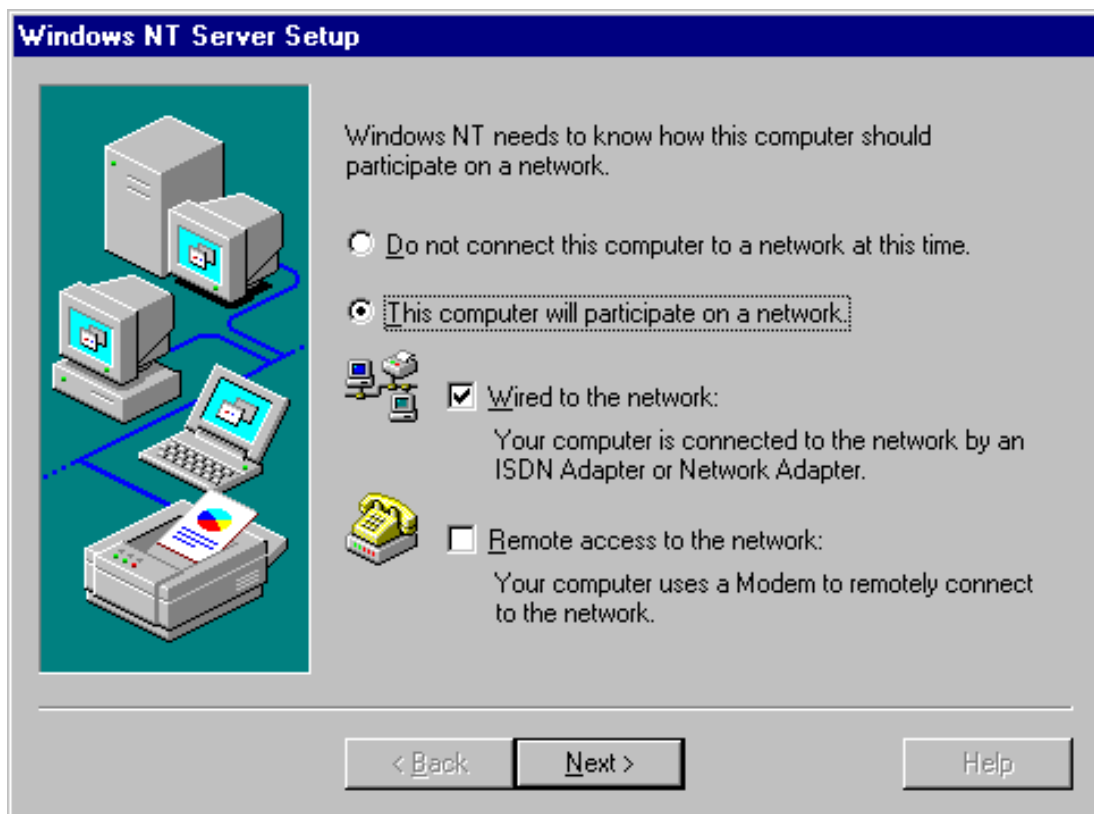 Windows NT Server Setup
Windows NT needs to know how this computer should
participate on a network.
Do not connect this computer to a network at this time.
This computer will participate on a network.
Wired to the network:
Your computer is connected to the network by an
ISDN Adapter or Network Adapter.
Remote access to the network:
Your computer uses a Modem to remotely connect
to the network.
< Back Next > Help